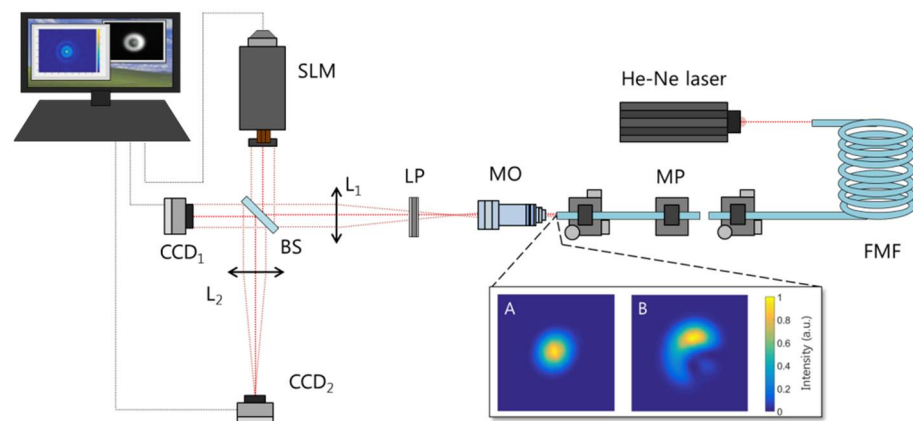 SLM
He-Ne laser
L1
LP
MO
MP
BS
CCD1
FMF
L2
A
B
1
0.8
0.6
0.4
0.2
0
Intensity (a.u.)
CCD2